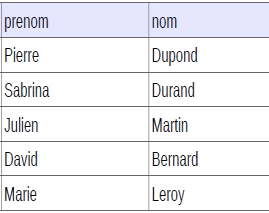 prenom nom
Pierre Dupond
Sabrina Durand
Julien Martin
David Bernard
Marie Leroy